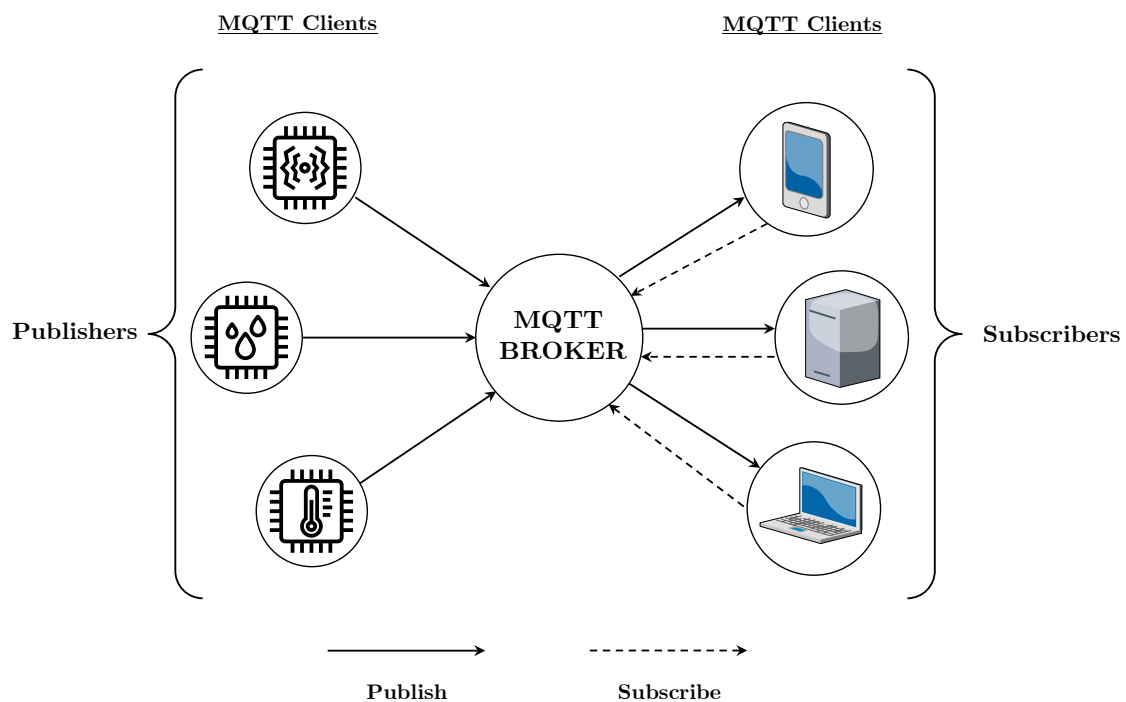 MQTT Clients
MQTT Clients
Publishers
MQTT
BROKER
Subscribers
Publish
Subscribe